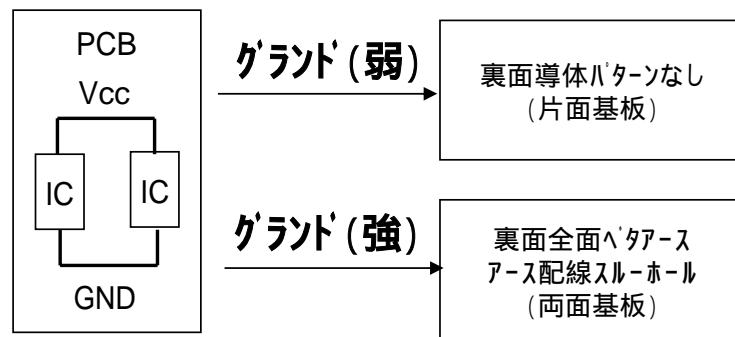 PCB
Vcc
IC
IC
GND
グランド(弱)
裏面導体パターンなし
(片面基板)
グランド(強)
裏面全面ベタアース
アース配線スルーホール
(両面基板)